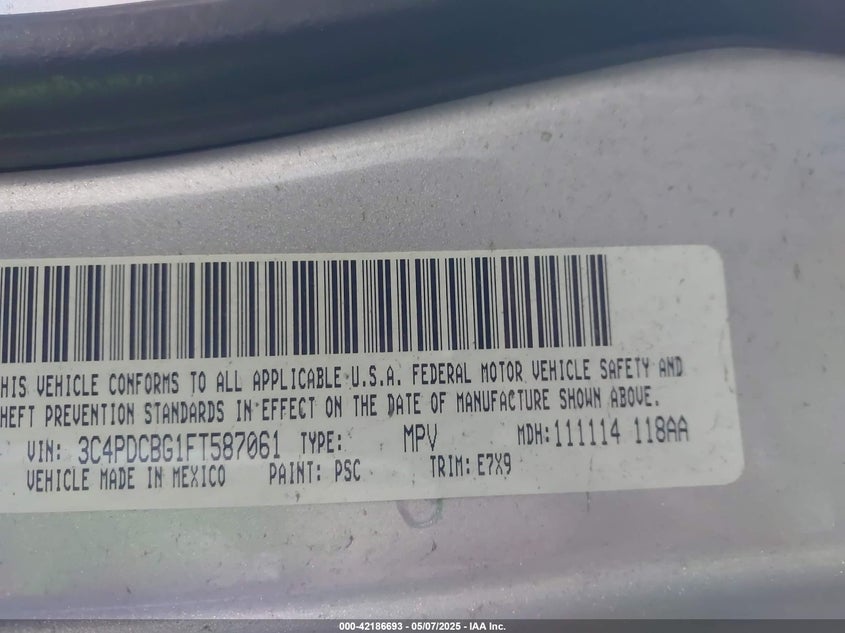 THIS VEHICLE CONFORMS TO ALL APPLICABLE U.S.A. FEDERAL MOTOR VEHICLE SAFETY AND
THEFT PREVENTION STANDARDS IN EFFECT ON THE DATE OF MANUFACTURE SHOWN ABOVE.
VIN: 3C4PDCBG1FT587061 TYPE: MPV MDH:111114 118AA
VEHICLE MADE IN MEXICO PAINT: PSC TRIM: E7X9
000-42186693 - 05/07/2025 - IAA Inc.